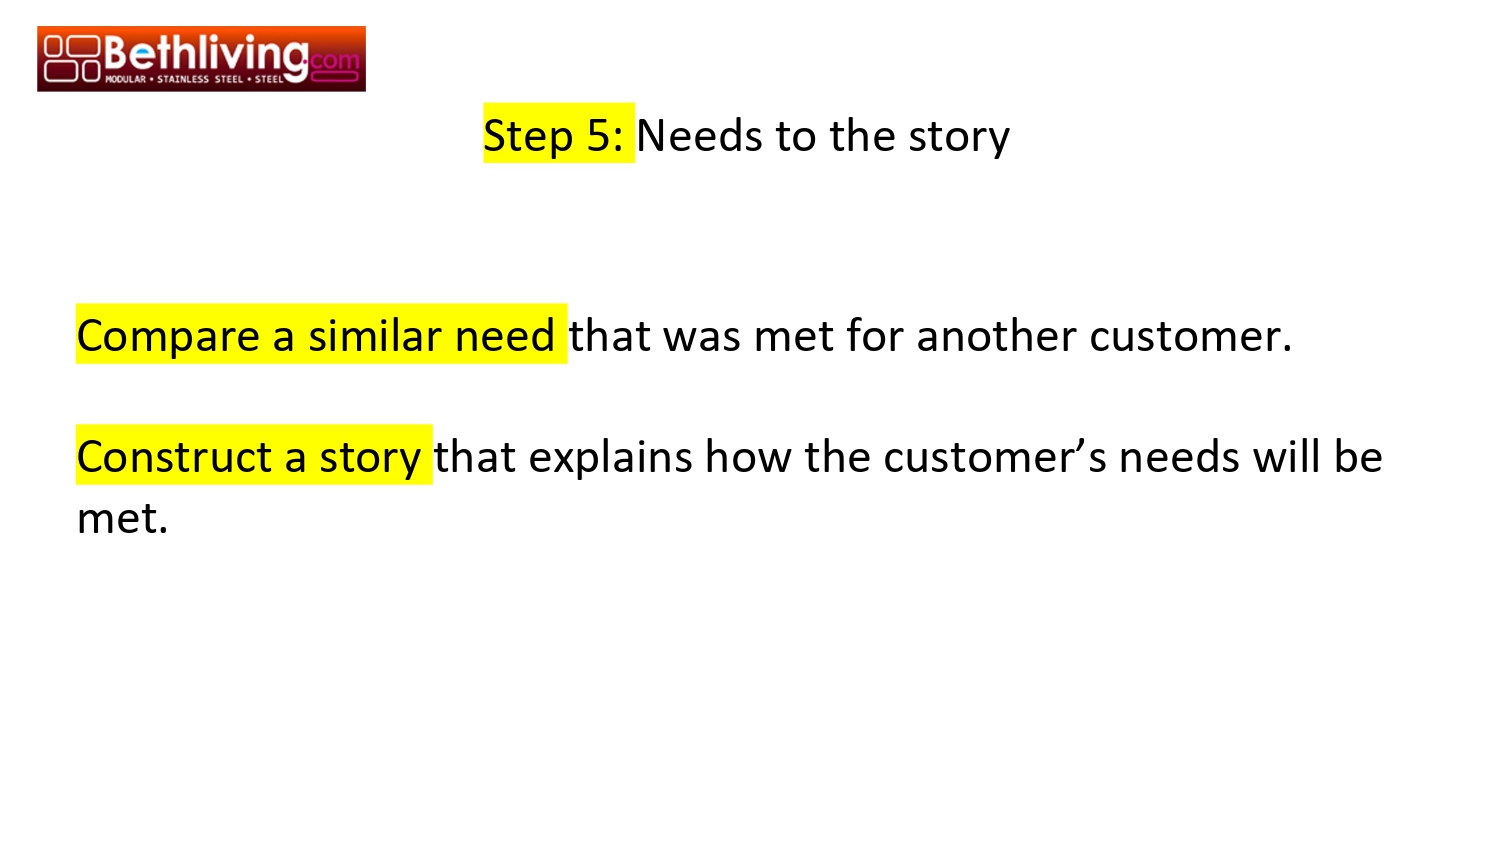 Bethliving.com
MODULAR • STAINLESS STEEL • STEEL
Step 5: Needs to the story
Compare a similar need that was met for another customer.
Construct a story that explains how the customer’s needs will be
met.